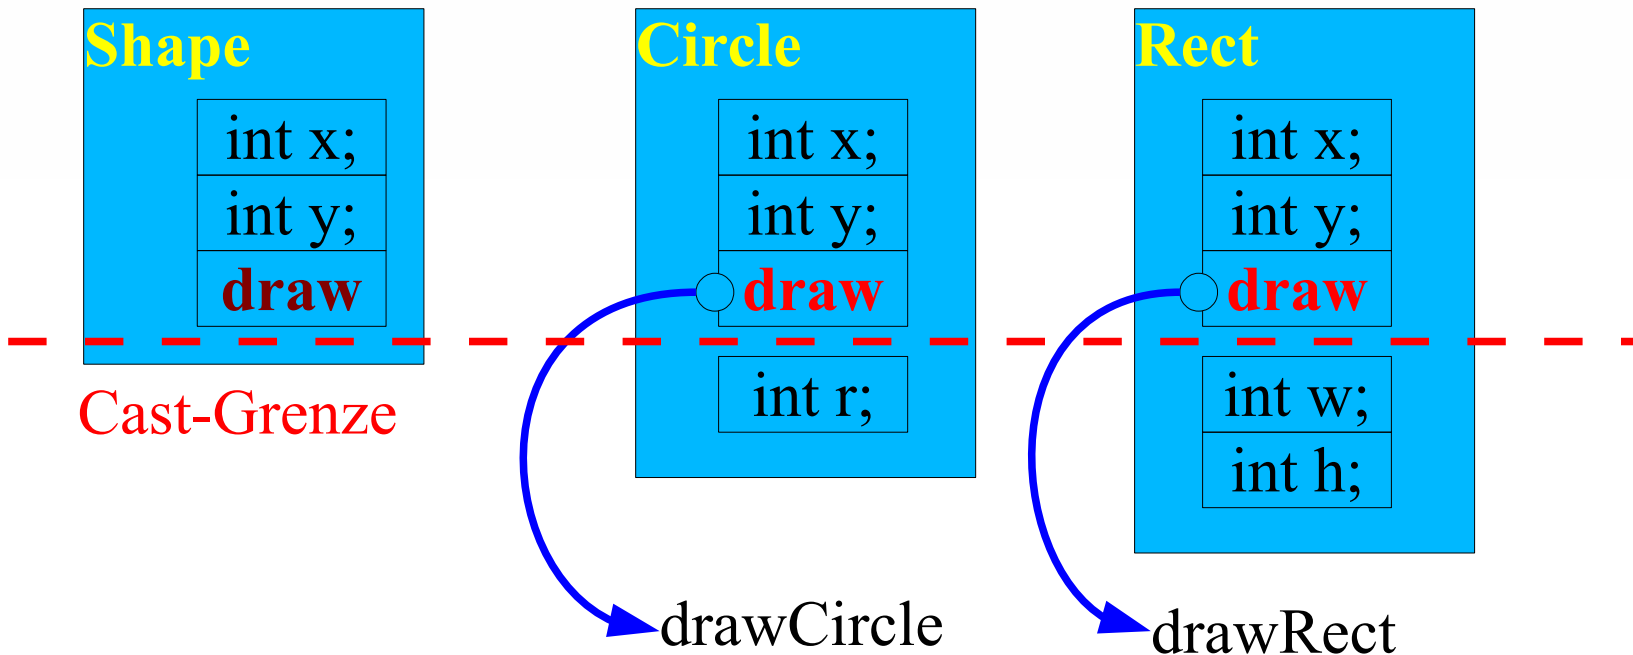 Shape
int x;
int y;
draw
Cast-Grenze
Circle
int x;
int y;
draw
int r;
drawCircle
Rect
int x;
int y;
draw
int w;
int h;
drawRect